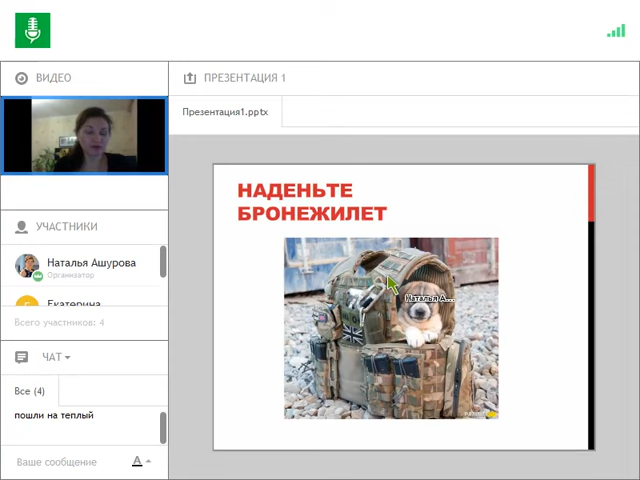 ВИДЕО
ПРЕЗЕНТАЦИЯ 1
Презентация1.pptx
НАДЕНЬТЕ
БРОНЕЖИЛЕТ
Наталья А...
УЧАСТНИКИ
Наталья Ашурова
Организатор
Екатерина
Всего участников: 4
ЧАТ
Все (4)
пошли на теплый
Ваше сообщение
A